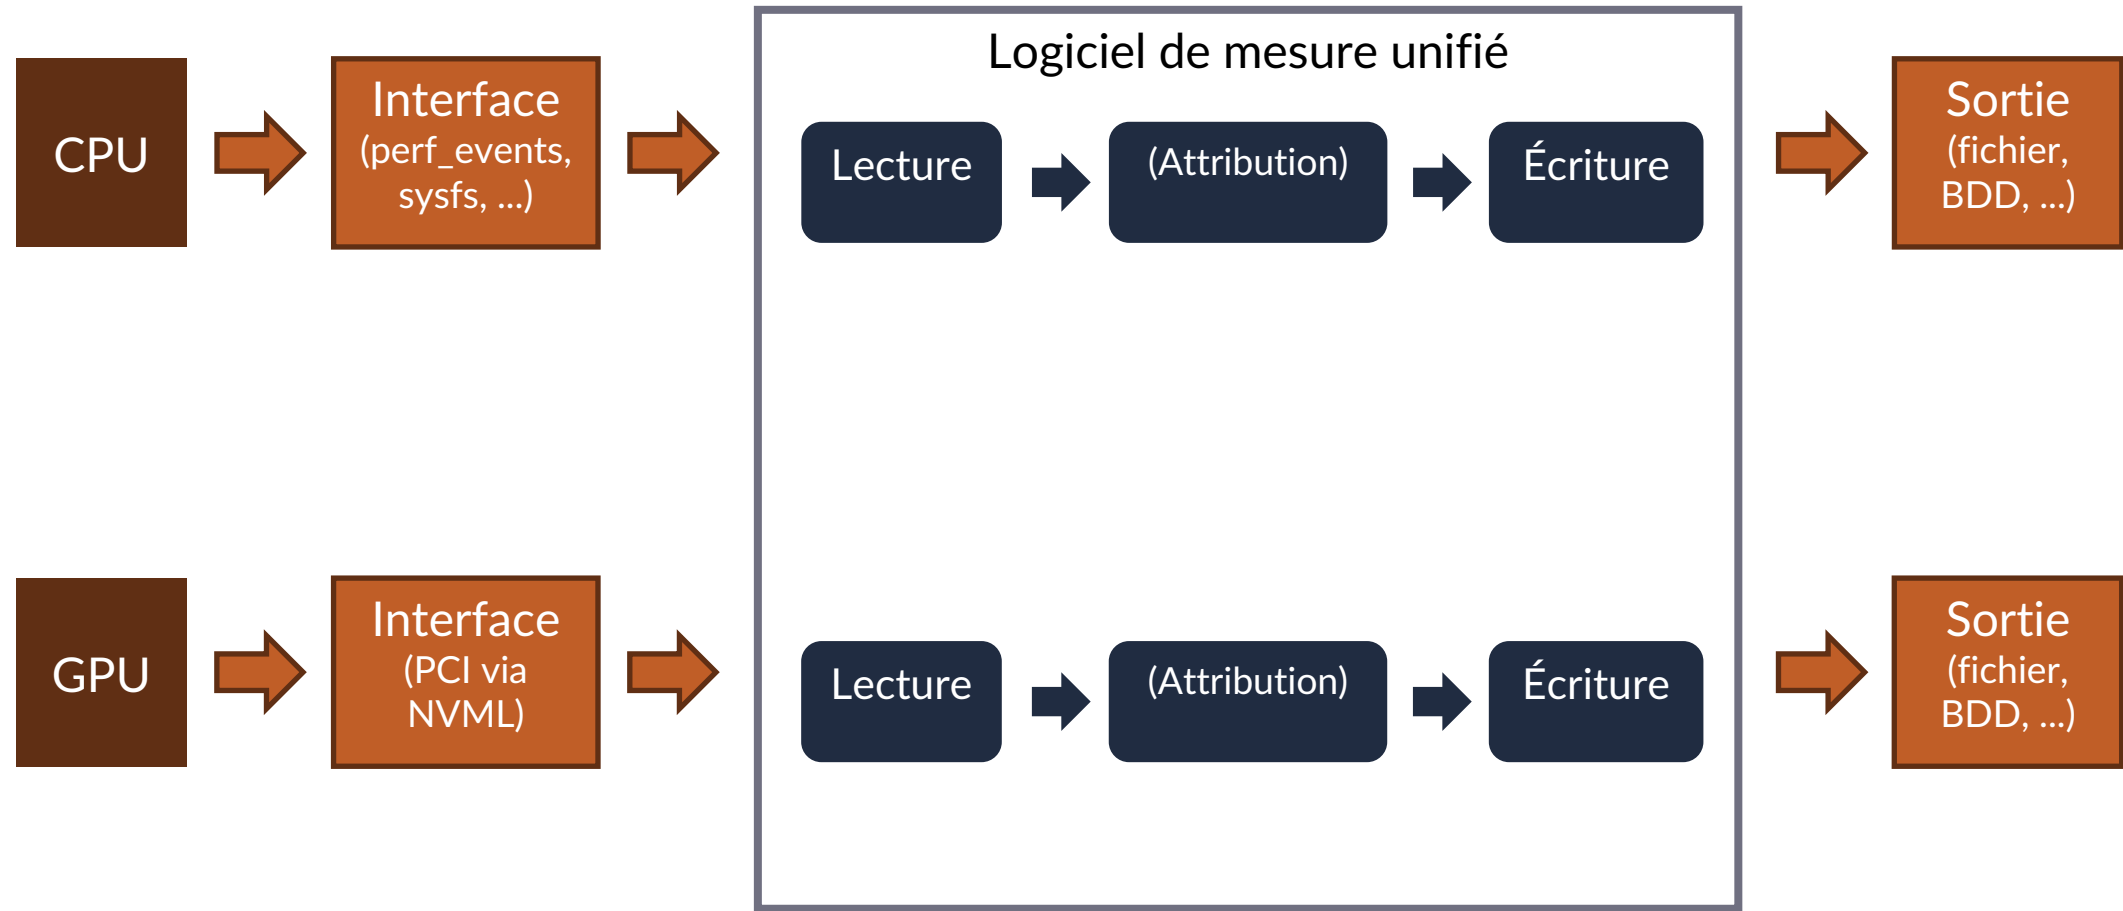 Logiciel de mesure unifié
CPU
Interface
(perf_events,
sysfs, ...)
Lecture
(Attribution)
Écriture
Sortie
(fichier,
BDD, ...)
GPU
Interface
(PCI via
NVML)
Lecture
(Attribution)
Écriture
Sortie
(fichier,
BDD, ...)